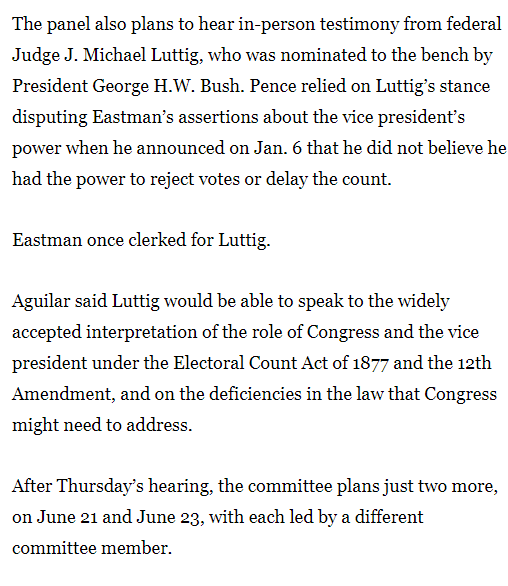 The panel also plans to hear in-person testimony from federal
Judge J. Michael Luttig, who was nominated to the bench by
President George H.W. Bush. Pence relied on Luttig’s stance
disputing Eastman’s assertions about the vice president’s
power when he announced on Jan. 6 that he did not believe he
had the power to reject votes or delay the count.
Eastman once clerked for Luttig.
Aguilar said Luttig would be able to speak to the widely
accepted interpretation of the role of Congress and the vice
president under the Electoral Count Act of 1877 and the 12th
Amendment, and on the deficiencies in the law that Congress
might need to address.
After Thursday’s hearing, the committee plans just two more,
on June 21 and June 23, with each led by a different
committee member.